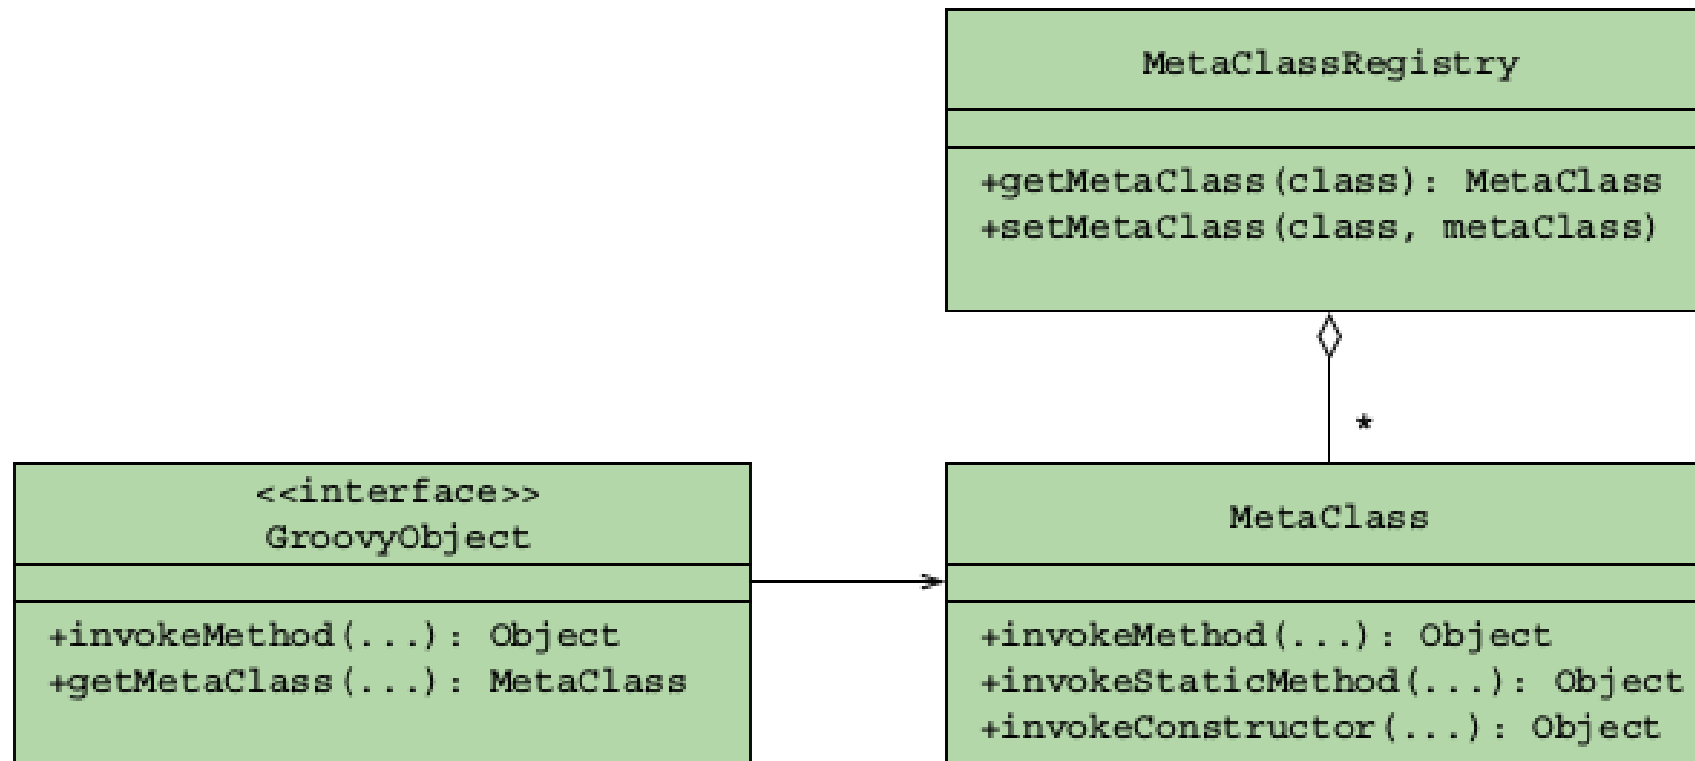 MetaClassRegistry
+getMetaClass(class): MetaClass
+setMetaClass(class, metaClass)
*
<<interface>>
GroovyObject
+invokeMethod(...): Object
+getMetaClass(...): MetaClass
MetaClass
+invokeMethod(...): Object
+invokeStaticMethod(...): Object
+invokeConstructor(...): Object